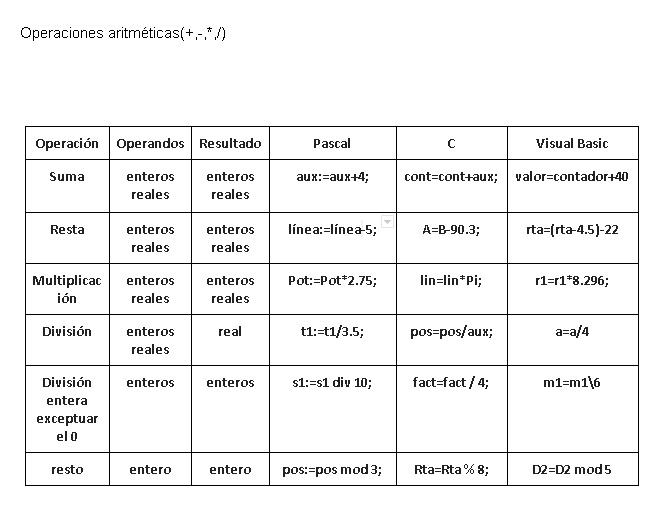 Operaciones aritméticas(+,-,*,/)
Operación Operandos Resultado Pascal C Visual Basic
Suma enteros enteros aux:=aux+4; cont=cont+aux; valor=contador+40
reales reales
Resta enteros enteros línea:=línea-5; A=B-90.3; rta=(rta-4.5)-22
reales reales
Multiplicac enteros enteros Pot:=Pot*2.75; lin=lin*Pi; r1=r1*8.296;
ión reales reales
División enteros real t1:=t1/3.5; pos=pos/aux; a=a/4
reales
División enteros enteros s1:=s1 div 10; fact=fact / 4; m1=m1\6
entera
exceptuar
el 0
resto entero entero pos:=pos mod 3; Rta=Rta % 8; D2=D2 mod 5